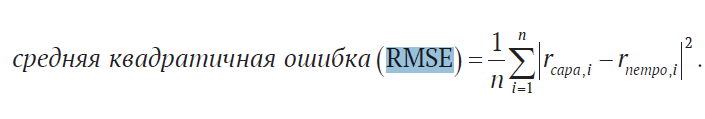 средняя квадратичная ошибка (RMSE) = 1/n ∑_{i=1}^{n} |r_{сара,i} − r_{петро,i}|^2 .